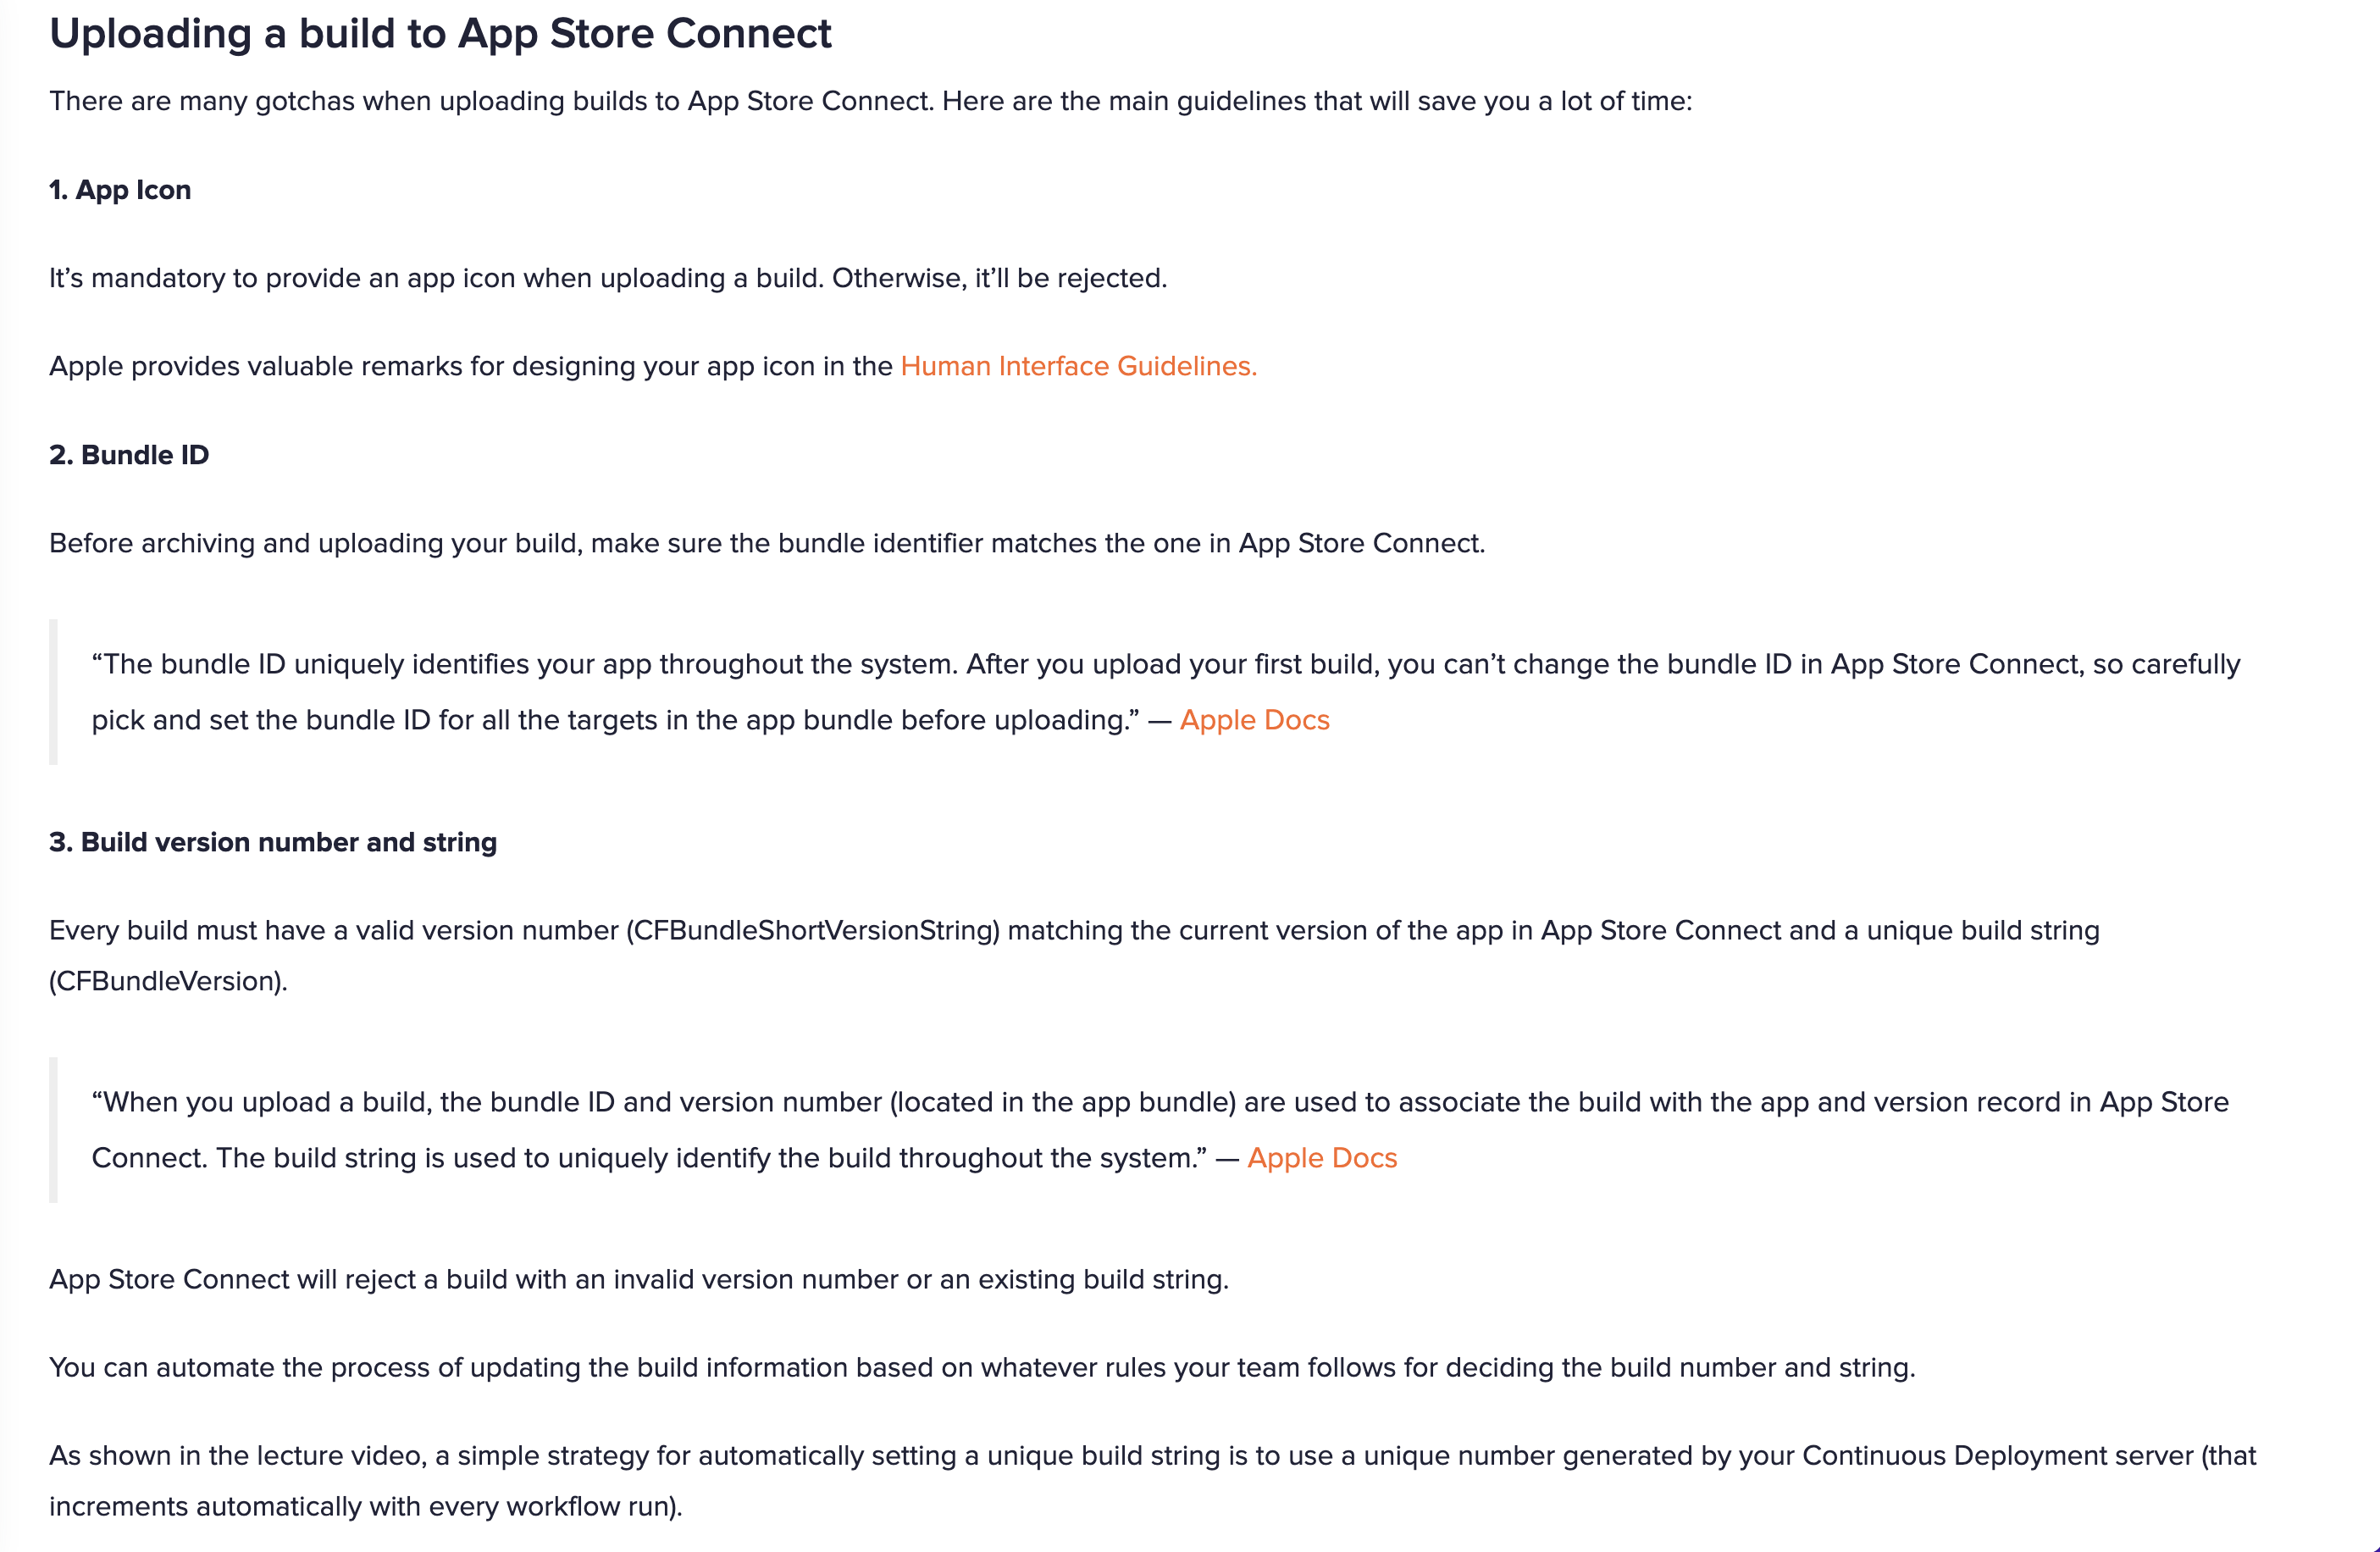 Uploading a build to App Store Connect
There are many gotchas when uploading builds to App Store Connect. Here are the main guidelines that will save you a lot of time:
1. App Icon
It’s mandatory to provide an app icon when uploading a build. Otherwise, it’ll be rejected.
Apple provides valuable remarks for designing your app icon in the Human Interface Guidelines.
2. Bundle ID
Before archiving and uploading your build, make sure the bundle identifier matches the one in App Store Connect.
“The bundle ID uniquely identifies your app throughout the system. After you upload your first build, you can’t change the bundle ID in App Store Connect, so carefully
pick and set the bundle ID for all the targets in the app bundle before uploading.” — Apple Docs
3. Build version number and string
Every build must have a valid version number (CFBundleShortVersionString) matching the current version of the app in App Store Connect and a unique build string
(CFBundleVersion).
“When you upload a build, the bundle ID and version number (located in the app bundle) are used to associate the build with the app and version record in App Store
Connect. The build string is used to uniquely identify the build throughout the system.” — Apple Docs
App Store Connect will reject a build with an invalid version number or an existing build string.
You can automate the process of updating the build information based on whatever rules your team follows for deciding the build number and string.
As shown in the lecture video, a simple strategy for automatically setting a unique build string is to use a unique number generated by your Continuous Deployment server (that
increments automatically with every workflow run).